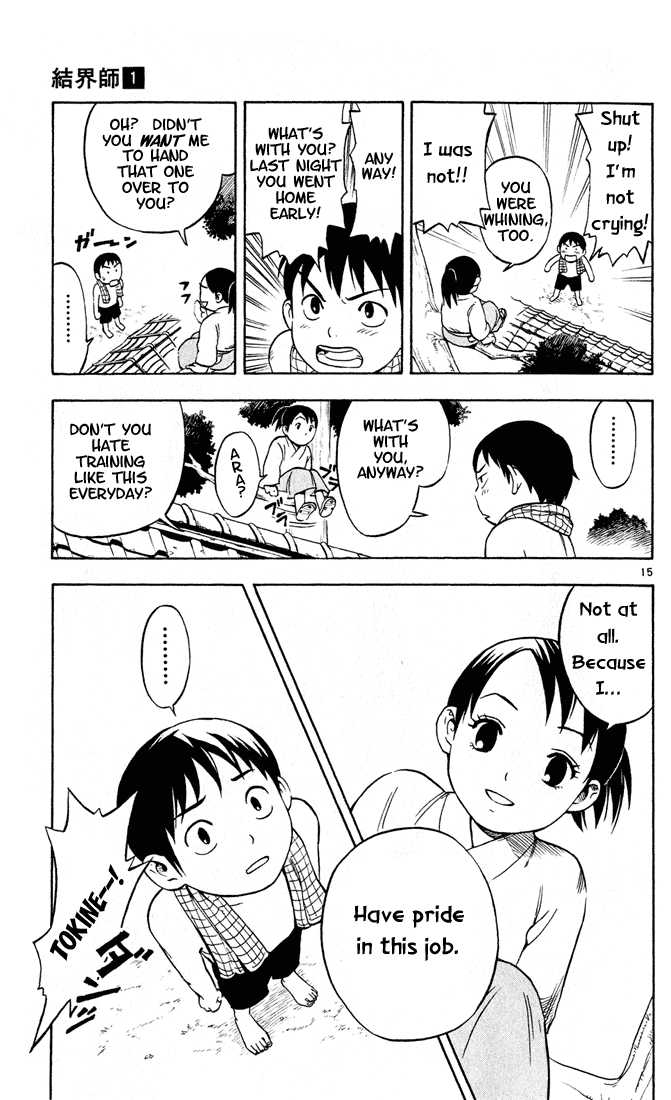 結界師1
Shut
up!
I'm
not
crying!
YOU
WERE
WHINING,
TOO.
I was
not!!
ANY
WAY!
WHAT'S
WITH YOU?
LAST NIGHT
YOU WENT
HOME
EARLY!
OH? DIDN'T
YOU WANT ME
TO HAND
THAT ONE
OVER TO
YOU?
ガーン
.........
.........
WHAT'S
WITH
YOU,
ANYWAY?
ARA?
DON'T YOU
HATE
TRAINING
LIKE THIS
EVERYDAY?
15
Not at
all.
Because
I...
Have pride
in this job.
.........
TOKINE--!